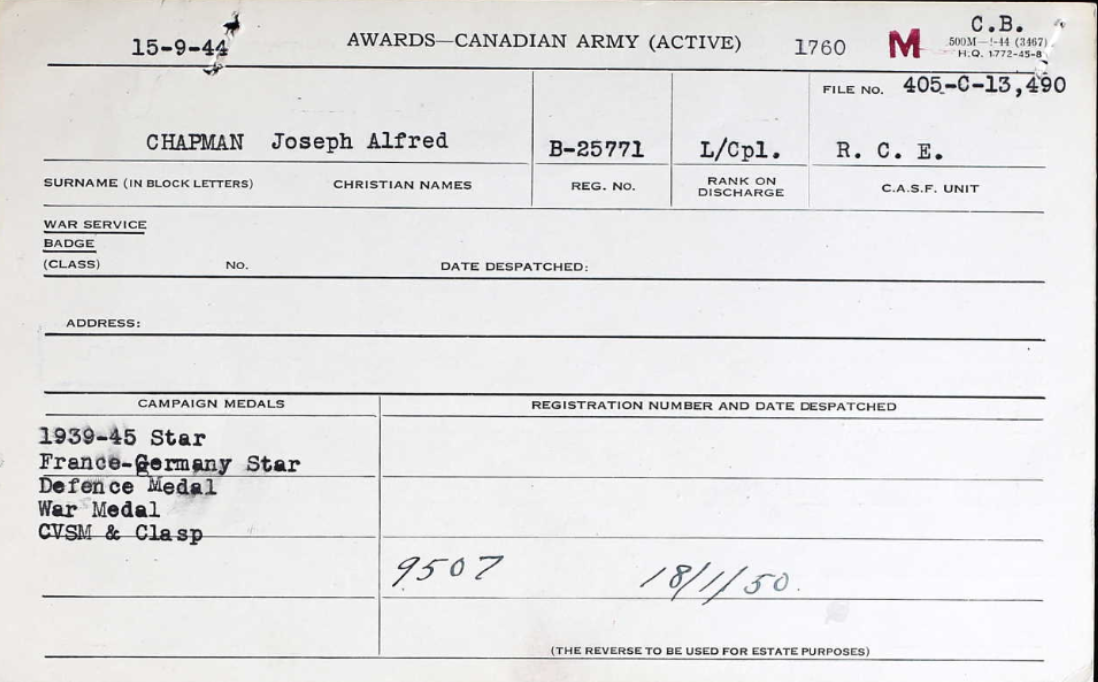 15-9-44 AWARDS—CANADIAN ARMY (ACTIVE) 1760 M C.B.
500M— -44 (3467)
H.Q. 1772-45-8
FILE NO. 405-C-13,490
CHAPMAN Joseph Alfred B-25771 L/Cpl. R. C. E.
SURNAME (IN BLOCK LETTERS) CHRISTIAN NAMES REG. NO. RANK ON DISCHARGE C.A.S.F. UNIT
WAR SERVICE
BADGE
(CLASS) NO. DATE DESPATCHED:
ADDRESS:
CAMPAIGN MEDALS REGISTRATION NUMBER AND DATE DESPATCHED
1939-45 Star
France-Germany Star
Defence Medal
War Medal
CVSM & Clasp
9507 18/1/50.
(THE REVERSE TO BE USED FOR ESTATE PURPOSES)